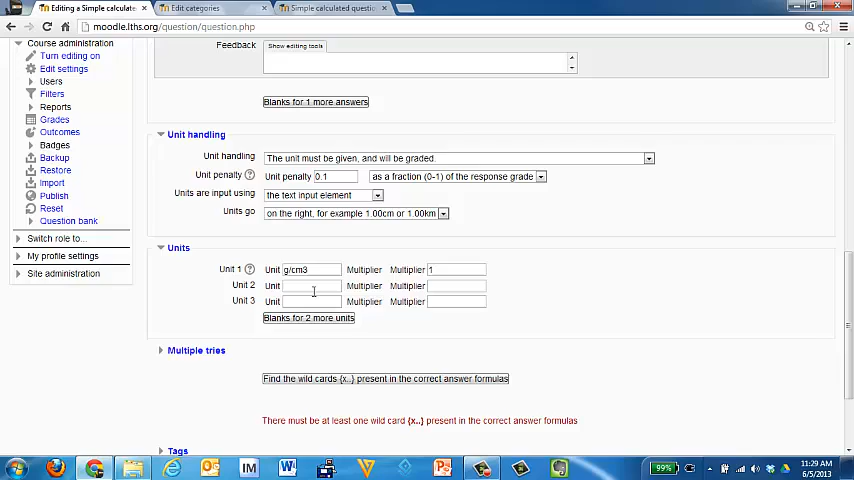 Editing a Simple calculate
Edit categories
Simple calculated question
moodle.lths.org/question/question.php
Course administration
Turn editing on
Edit settings
Users
Filters
Reports
Grades
Outcomes
Badges
Backup
Restore
Import
Publish
Reset
Question bank
Switch role to...
My profile settings
Site administration
Feedback
Show editing tools
Blanks for 1 more answers
Unit handling
Unit handling The unit must be given, and will be graded.
Unit penalty Unit penalty 0.1 as a fraction (0-1) of the response grade
Units are input using the text input element
Units go on the right, for example 1.00cm or 1.00km
Units
Unit 1 Unit g/cm3 Multiplier Multiplier 1
Unit 2 Unit Multiplier Multiplier
Unit 3 Unit Multiplier Multiplier
Blanks for 2 more units
Multiple tries
Find the wild cards {x..} present in the correct answer formulas
There must be at least one wild card {x..} present in the correct answer formulas
Tags
IM
99%
11:29 AM
6/5/2013